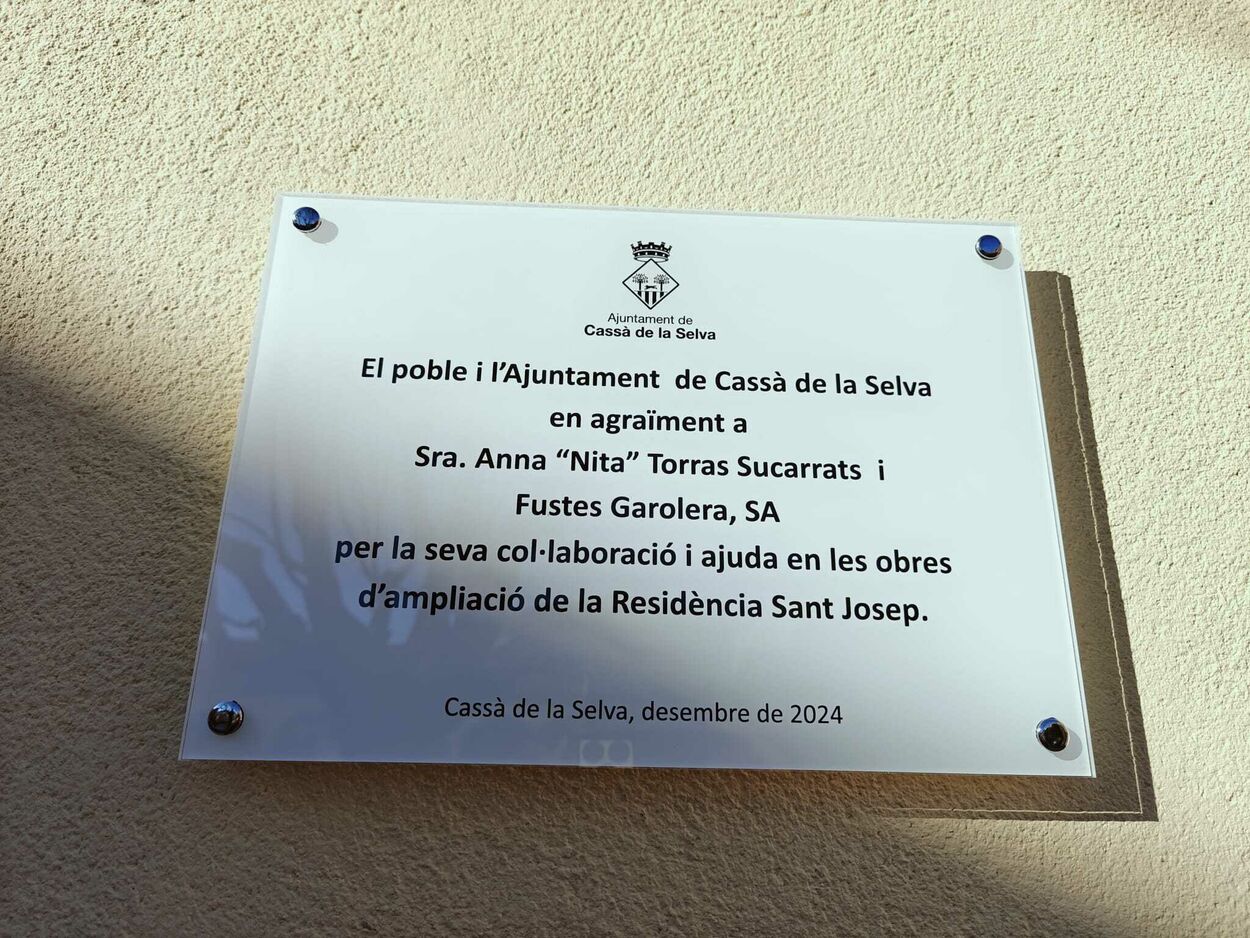 Ajuntament de
Cassà de la Selva
El poble i l’Ajuntament de Cassà de la Selva
en agraïment a
Sra. Anna “Nita” Torras Sucarrats i
Fustes Garolera, SA
per la seva col·laboració i ajuda en les obres
d’ampliació de la Residència Sant Josep.
Cassà de la Selva, desembre de 2024